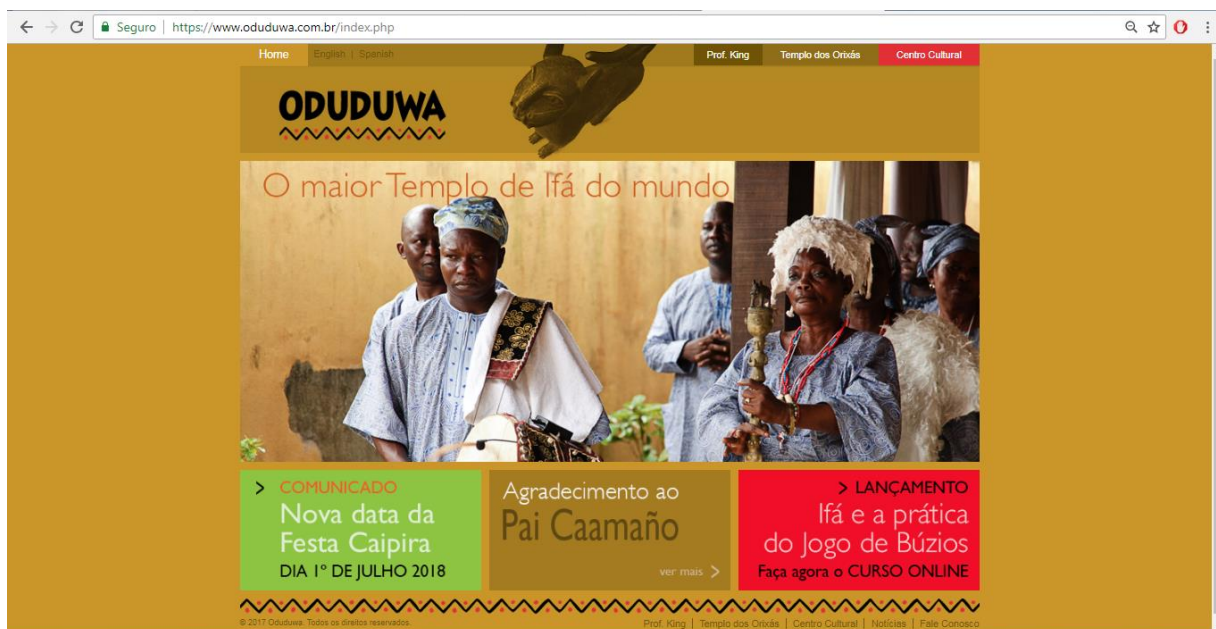 Seguro | https://www.oduduwa.com.br/index.php
Home English | Spanish Prof. King Templo dos Orixás Centro Cultural
ODUDUWA
O maior Templo de Ifá do mundo
> COMUNICADO
Nova data da
Festa Caipira
DIA 1º DE JULHO 2018
Agradecimento ao
Pai Caamaño
ver mais >
> LANÇAMENTO
Ifá e a prática
do Jogo de Búzios
Faça agora o CURSO ONLINE
© 2017 Oduduwa. Todos os direitos reservados.
Prof. King | Templo dos Orixás | Centro Cultural | Notícias | Fale Conosco